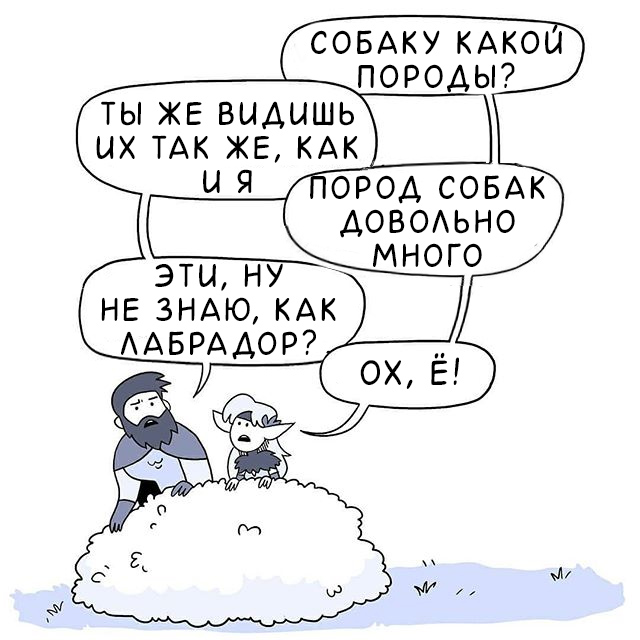 СОБАКУ КАКОЙ
ПОРОДЫ?
ТЫ ЖЕ ВИДИШЬ
ИХ ТАК ЖЕ, КАК
И Я
ПОРОД СОБАК
ДОВОЛЬНО
МНОГО
ЭТИ, НУ
НЕ ЗНАЮ, КАК
ЛАБРАДОР?
ОХ, Ё!